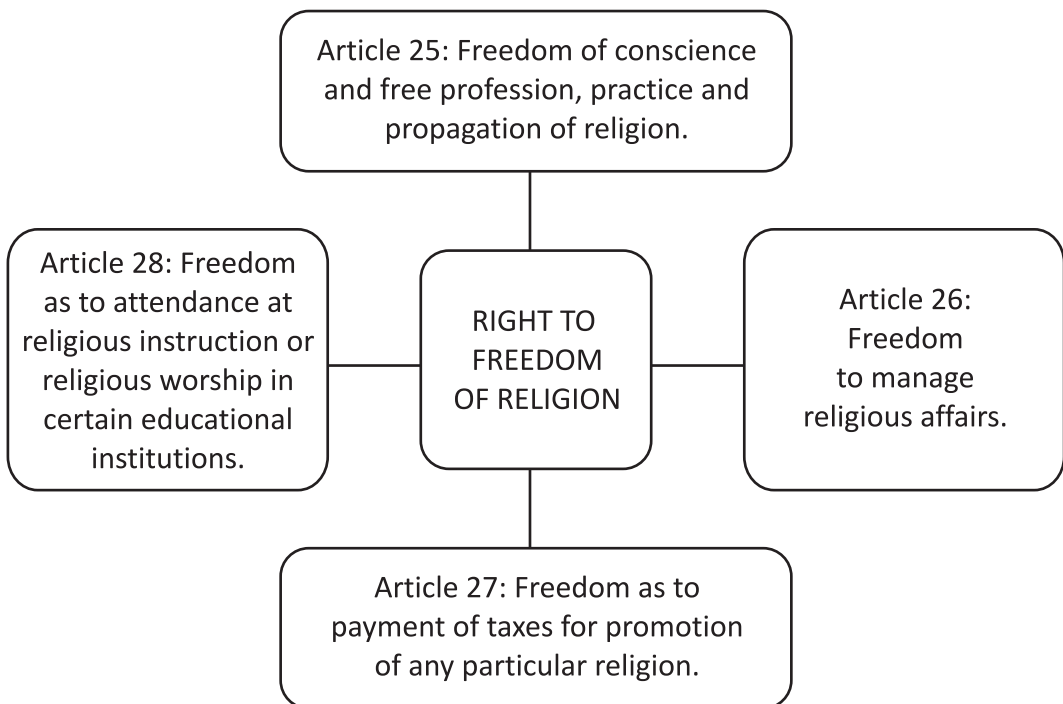 Article 25: Freedom of conscience
and free profession, practice and
propagation of religion.
Article 28: Freedom
as to attendance at
religious instruction or
religious worship in
certain educational
institutions.
RIGHT TO
FREEDOM
OF RELIGION
Article 26:
Freedom
to manage
religious affairs.
Article 27: Freedom as to
payment of taxes for promotion
of any particular religion.